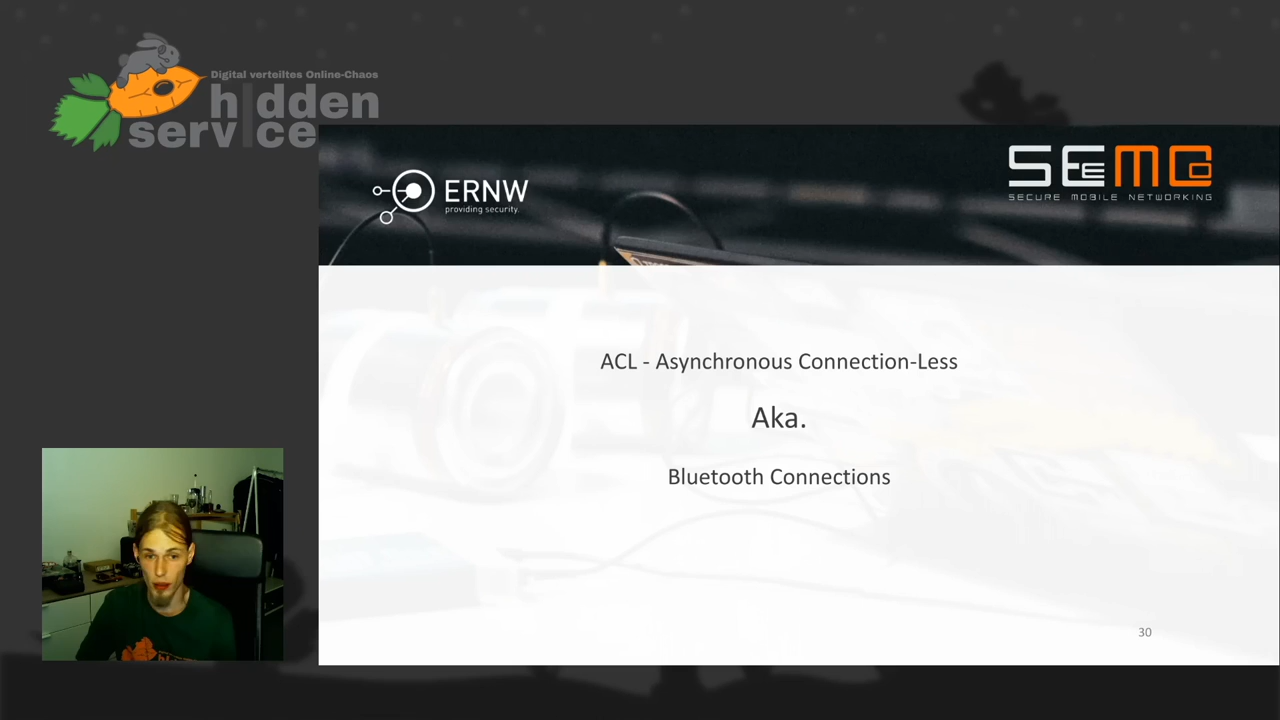 Digital verteiltes Online-Chaos
hidden
service
ERNW
providing security.
SEEMOO
SECURE MOBILE NETWORKING
ACL - Asynchronous Connection-Less
Aka.
Bluetooth Connections
30